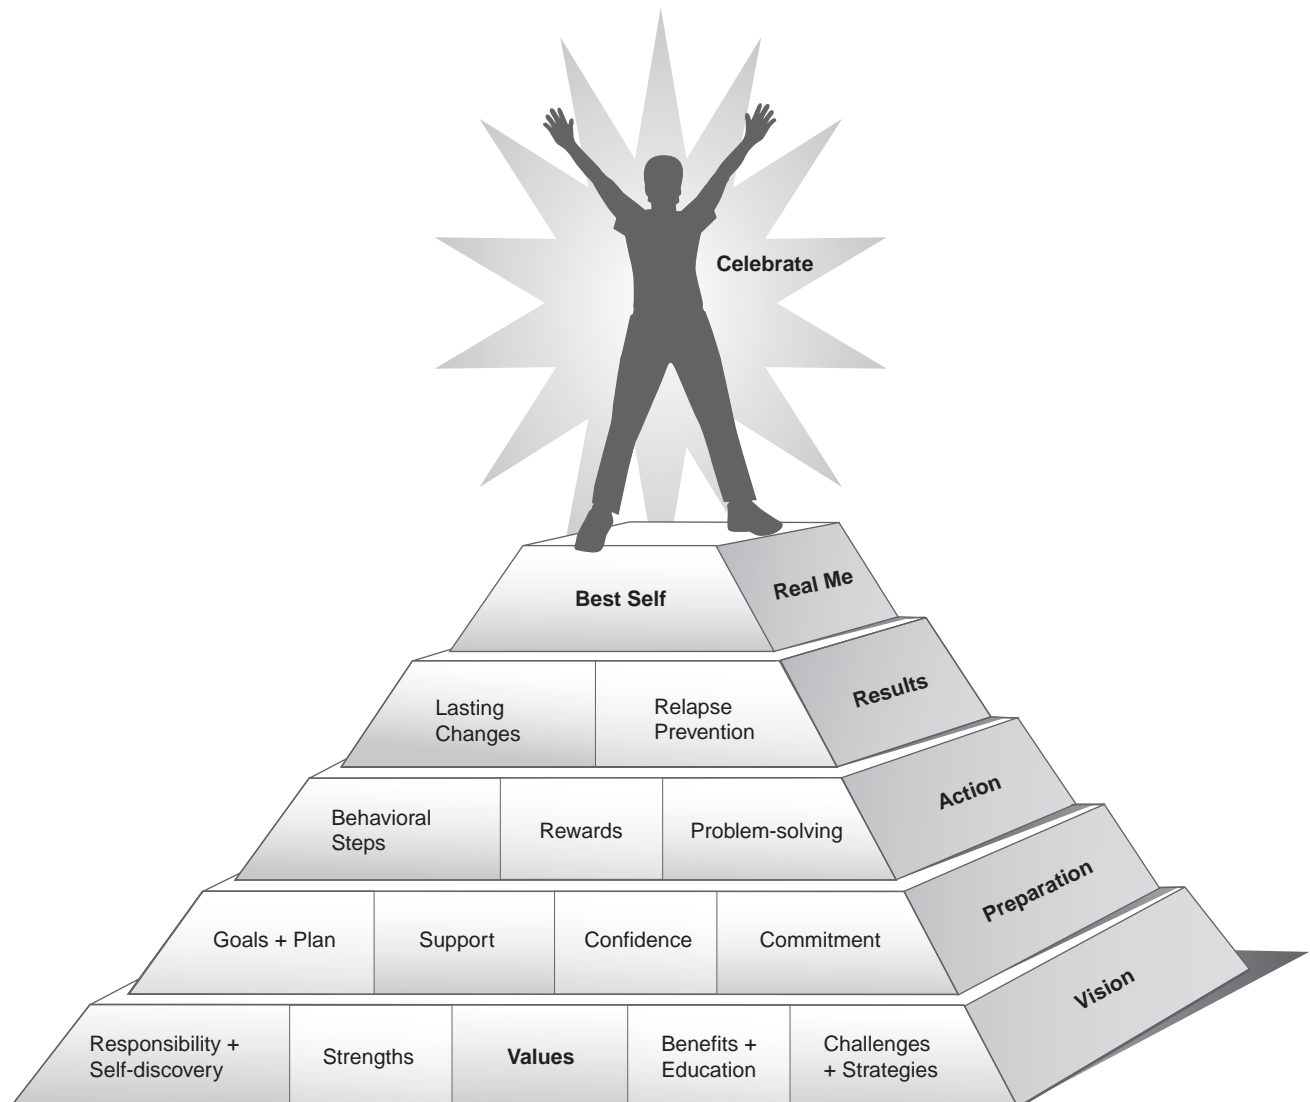 Celebrate
Best Self
Real Me
Lasting
Changes
Relapse
Prevention
Results
Behavioral
Steps
Rewards
Problem-solving
Action
Goals + Plan
Support
Confidence
Commitment
Preparation
Responsibility +
Self-discovery
Strengths
Values
Benefits +
Education
Challenges
+ Strategies
Vision